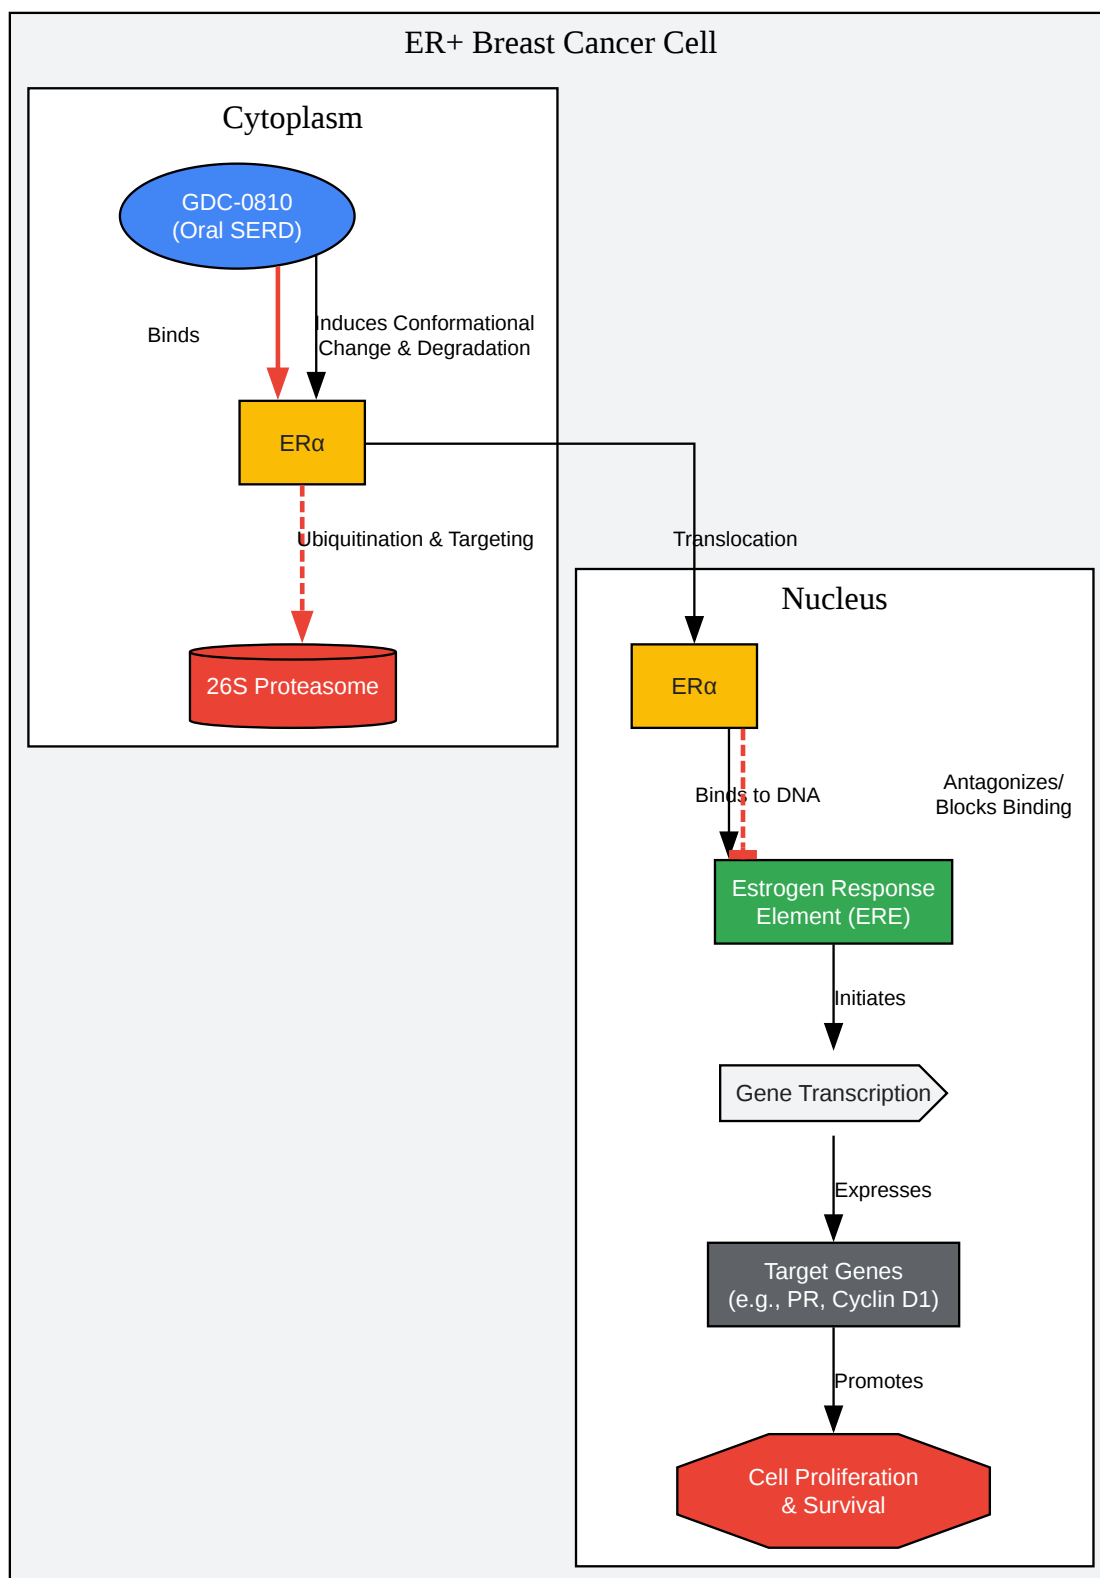 ER+ Breast Cancer Cell
Cytoplasm
GDC-0810
(Oral SERD)
Binds
Induces Conformational
Change & Degradation
ERα
Ubiquitination & Targeting
Translocation
26S Proteasome
Nucleus
ERα
Binds to DNA
Antagonizes/
Blocks Binding
Estrogen Response
Element (ERE)
Initiates
Gene Transcription
Expresses
Target Genes
(e.g., PR, Cyclin D1)
Promotes
Cell Proliferation
& Survival